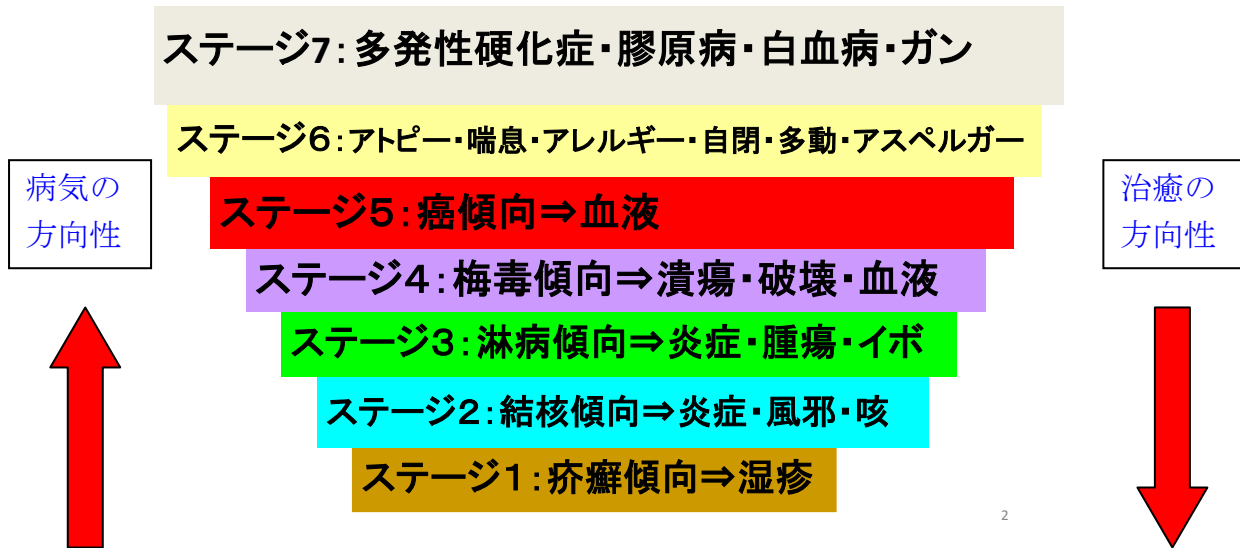 ステージ7:多発性硬化症・膠原病・白血病・ガン
ステージ6:アトピー・喘息・アレルギー・自閉・多動・アスペルガー
病気の
方向性
治癒の
方向性
ステージ5:癌傾向⇒血液
ステージ4:梅毒傾向⇒潰瘍・破壊・血液
ステージ3:淋病傾向⇒炎症・腫瘍・イボ
ステージ2:結核傾向⇒炎症・風邪・咳
ステージ1:疥癬傾向⇒湿疹
2